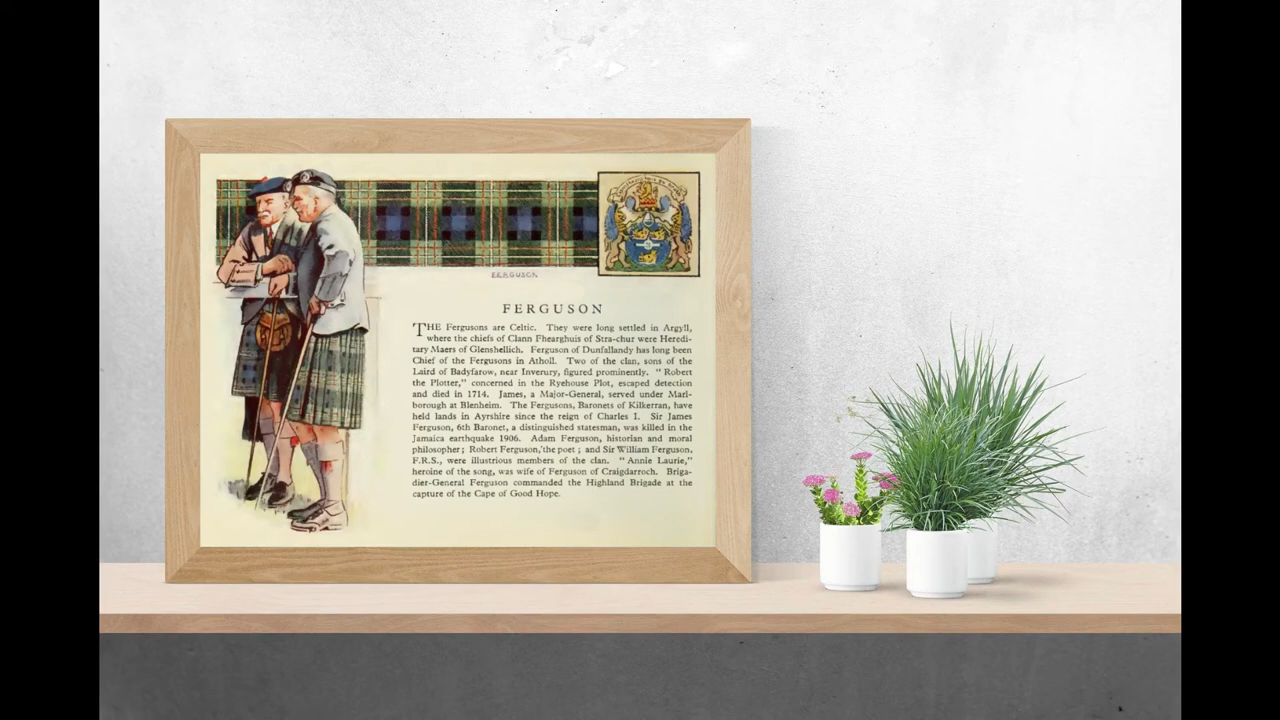 FERGUSON
FERGUSON
THE Fergusons are Celtic. They were long settled in Argyll,
where the chiefs of Clann Fhearghuis of Stra-chur were Heredi-
tary Maers of Glenshellich. Ferguson of Dunfallandy has long been
Chief of the Fergusons in Atholl. Two of the clan, sons of the
Laird of Badyfarow, near Inverury, figured prominently. “Robert
the Plotter,” concerned in the Ryehouse Plot, escaped detection
and died in 1714. James, a Major-General, served under Marl-
borough at Blenheim. The Fergusons, Baronets of Kilkerran, have
held lands in Ayrshire since the reign of Charles I. Sir James
Ferguson, 6th Baronet, a distinguished statesman, was killed in the
Jamaica earthquake 1906. Adam Ferguson, historian and moral
philosopher; Robert Ferguson, the poet; and Sir William Ferguson,
F.R.S., were illustrious members of the clan. “Annie Laurie,”
heroine of the song, was wife of Ferguson of Craigdarroch. Briga-
dier-General Ferguson commanded the Highland Brigade at the
capture of the Cape of Good Hope.